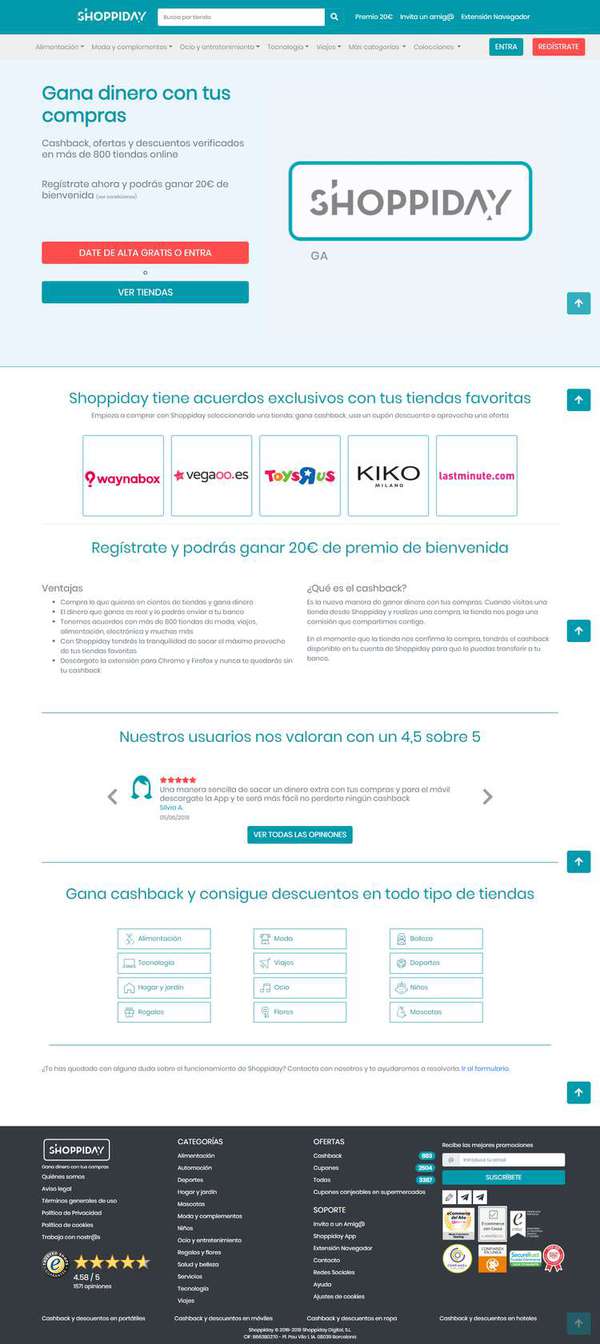 SHOPPIDAY
Busca por tienda
Premio 20€ Invita un amig@ Extensión Navegador
Alimentación Moda y complementos Ocio y entretenimiento Tecnología Viajes Más categorías Colecciones ENTRA REGÍSTRATE
Gana dinero con tus
compras
Cashback, ofertas y descuentos verificados
en más de 800 tiendas online
Regístrate ahora y podrás ganar 20€ de
bienvenida (ver condiciones)
DATE DE ALTA GRATIS O ENTRA
o
VER TIENDAS
SHOPPIDAY
GA
Shoppiday tiene acuerdos exclusivos con tus tiendas favoritas
Empieza a comprar con Shoppiday seleccionando una tienda: gana cashback, usa un cupón descuento o aprovecha una oferta
waynabox
vegaoo.es
ToysRus
KIKO
MILANO
lastminute.com
Regístrate y podrás ganar 20€ de premio de bienvenida
Ventajas
Compra lo que quieras en cientos de tiendas y gana dinero
El dinero que ganas es real y lo podrás enviar a tu banco
Tenemos acuerdos con más de 800 tiendas de moda, viajes,
alimentación, electrónica y muchas más
Con Shoppiday tendrás la tranquilidad de sacar el máximo provecho
de tus tiendas favoritas
Descárgate la extensión para Chrome y Firefox y nunca te quedarás sin
tu cashback
¿Qué es el cashback?
Es la nueva manera de ganar dinero con tus compras. Cuando visitas una
tienda desde Shoppiday y realizas una compra, la tienda nos paga una
comisión que compartimos contigo.
En el momento que la tienda nos confirma la compra, tendrás el cashback
disponible en tu cuenta de Shoppiday para que lo puedas transferir a tu
banco.
Nuestros usuarios nos valoran con un 4,5 sobre 5
Una manera sencilla de sacar un dinero extra con tus compras y para el móvil
descargate la App y te será más fácil no perderte ningún cashback
Silvia A.
05/06/2019
VER TODAS LAS OPINIONES
Gana cashback y consigue descuentos en todo tipo de tiendas
Alimentación
Moda
Belleza
Tecnología
Viajes
Deportes
Hogar y jardín
Ocio
Niños
Regalos
Flores
Mascotas
¿Te has quedado con alguna duda sobre el funcionamiento de Shoppiday? Contacta con nosotros y te ayudaremos a resolverla. Ir al formulario.
SHOPPIDAY
Gana dinero con tus compras
Quiénes somos
Aviso legal
Términos generales de uso
Política de Privacidad
Política de cookies
Trabaja con nostr@s
4.58 / 5
1571 opiniones
CATEGORÍAS
Alimentación
Automoción
Deportes
Hogar y jardín
Mascotas
Moda y complementos
Niños
Ocio y entretenimiento
Regalos y flores
Salud y belleza
Servicios
Tecnología
Viajes
OFERTAS
Cashback
Cupones 2504
Todas 3387
Cupones canjeables en supermercados
SOPORTE
Invita a un Amig@
Shoppiday App
Extensión Navegador
Contacto
Redes Sociales
Ayuda
Ajustes de cookies
Recibe las mejores promociones
@ Introduce tu email
SUSCRÍBETE
CONFIANZA
EN LÍNEA
Cashback y descuentos en portátiles Cashback y descuentos en móviles Cashback y descuentos en ropa Cashback y descuentos en hoteles
Shoppiday © 2016-2019 Shoppiday Digital, S.L.